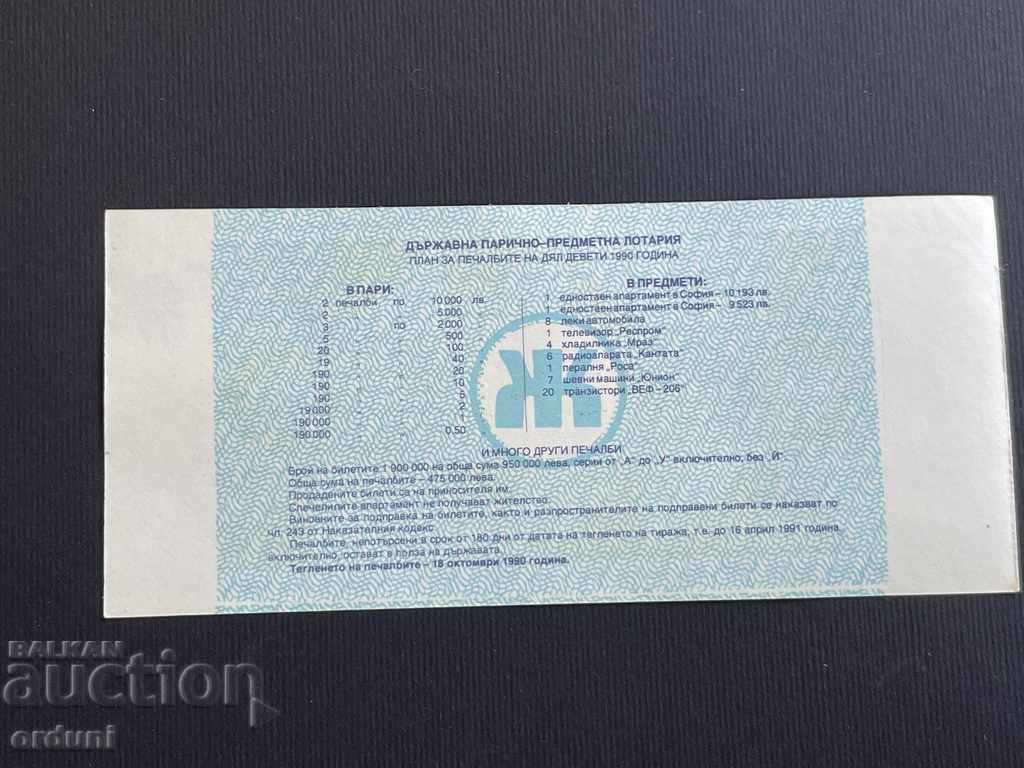 ДЪРЖАВНА ПАРИЧНО–ПРЕДМЕТНА ЛОТАРИЯ
ПЛАН ЗА ПЕЧАЛБИТЕ НА ДЯЛ ДЕВЕТИ 1990 ГОДИНА
В ПАРИ:
2 печалби по 10 000 лв.
2 " " 5 000 "
3 " по 2 000 "
5 " " 500 "
20 " " 100 "
19 " " 40 "
190 " " 20 "
190 " " 10 "
190 " " 5 "
19 000 " " 2 "
190 000 " " 1 "
190 000 " " 0.50 "
В ПРЕДМЕТИ:
1 едностаен апартамент в София – 10 193 лв.
1 едностаен апартамент в София – 9 523 лв.
8 леки автомобила
1 телевизор „Респром"
4 хладилника „Мраз"
6 радиоапарата „Кантата"
1 пералня „Роса"
7 шевни машини „Юнион"
20 транзистори „ВЕФ – 206"
И МНОГО ДРУГИ ПЕЧАЛБИ
Брой на билетите 1 900 000 на обща сума 950 000 лева, серии от „А" до „У" включително, без „Й".
Обща сума на печалбите – 475 000 лева.
Продадените билети са на приносителя им.
Спечелилите апартамент не получават жителство.
Виновните за подправка на билетите, както и разпространителите на подправени билети се наказват по
чл. 243 от Наказателния кодекс.
Печалбите, непотърсени в срок от 180 дни от датата на тегленето на тиража, т.е. до 16 април 1991 година
включително, остават в полза на държавата.
Тегленето на печалбите – 18 октомври 1990 година.
BALKAN
auction
orduni